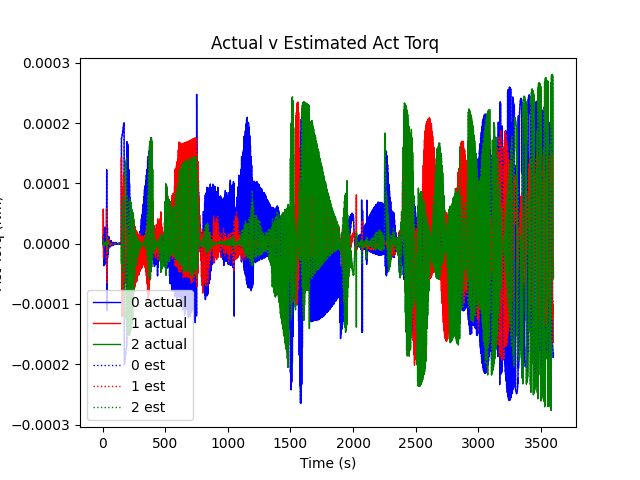 Actual v Estimated Act Torq
0.0003
0.0002
0.0001
0.0000
−0.0001
−0.0002
−0.0003
0 actual
1 actual
2 actual
0 est
1 est
2 est
0 500 1000 1500 2000 2500 3000 3500
Time (s)